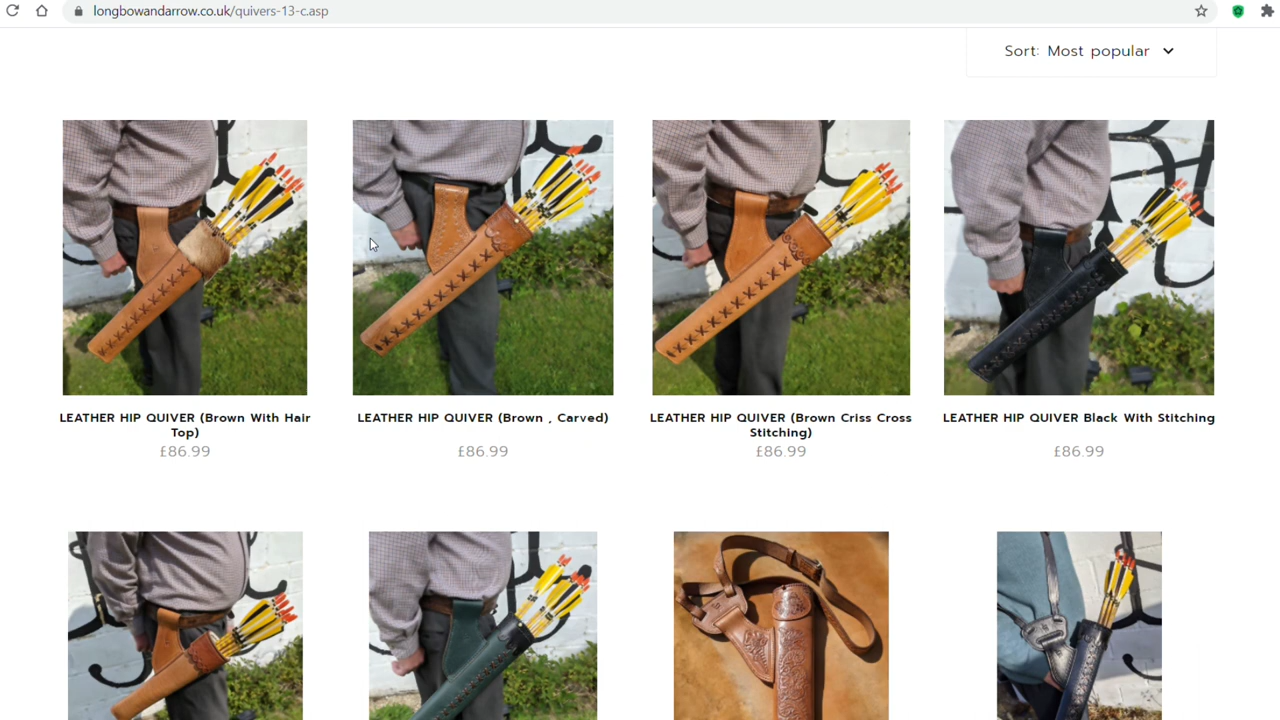 longbowandarrow.co.uk/quivers-13-c.asp
Sort: Most popular
LEATHER HIP QUIVER (Brown With Hair
Top)
£86.99
LEATHER HIP QUIVER (Brown , Carved)
£86.99
LEATHER HIP QUIVER (Brown Criss Cross
Stitching)
£86.99
LEATHER HIP QUIVER Black With Stitching
£86.99